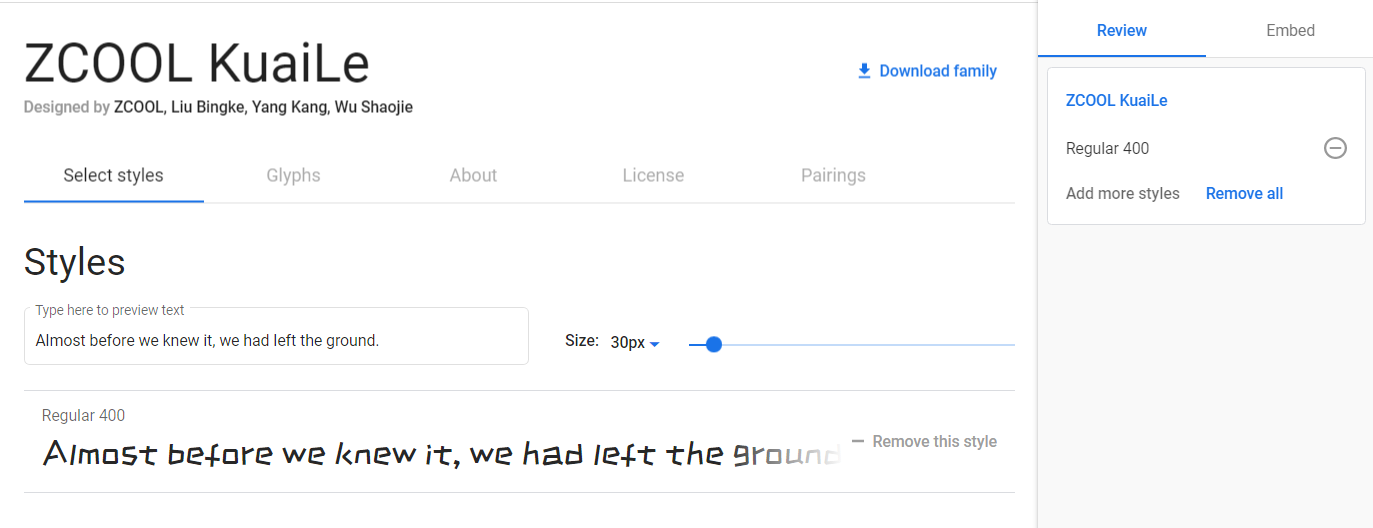 ZCOOL KuaiLe
Download family
Designed by ZCOOL, Liu Bingke, Yang Kang, Wu Shaojie
Select styles
Glyphs
About
License
Pairings
Styles
Type here to preview text
Almost before we knew it, we had left the ground.
Size: 30px
Regular 400
Almost before we knew it, we had left the ground
Remove this style
Review
Embed
ZCOOL KuaiLe
Regular 400
Add more styles
Remove all